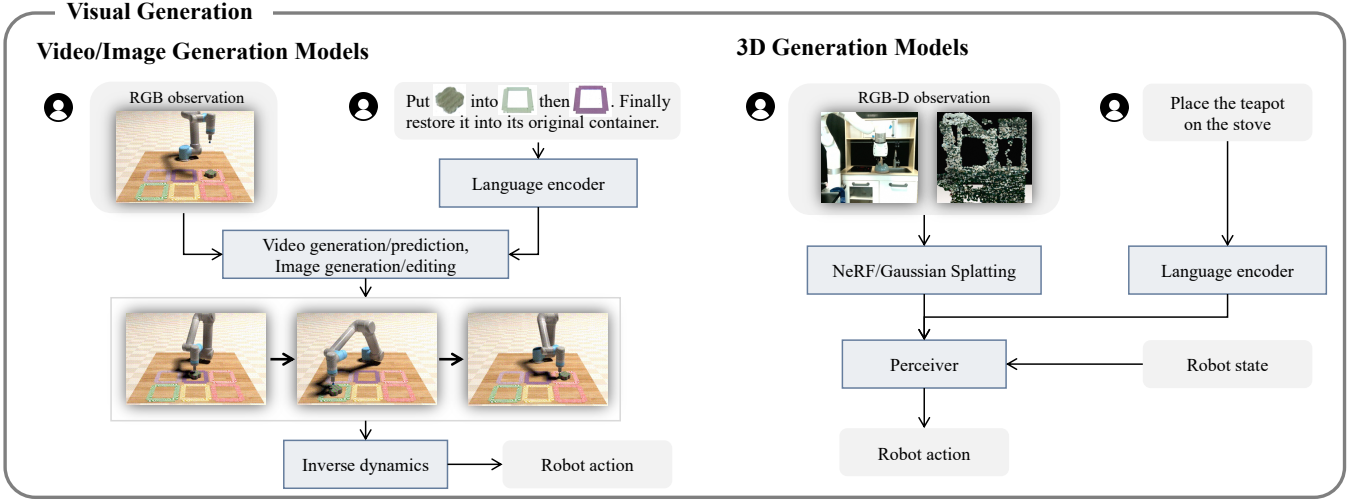 Visual Generation
Video/Image Generation Models
RGB observation
Put into then . Finally
restore it into its original container.
Language encoder
Video generation/prediction,
Image generation/editing
Inverse dynamics
Robot action
3D Generation Models
RGB-D observation
Place the teapot
on the stove
NeRF/Gaussian Splatting
Language encoder
Perceiver
Robot state
Robot action